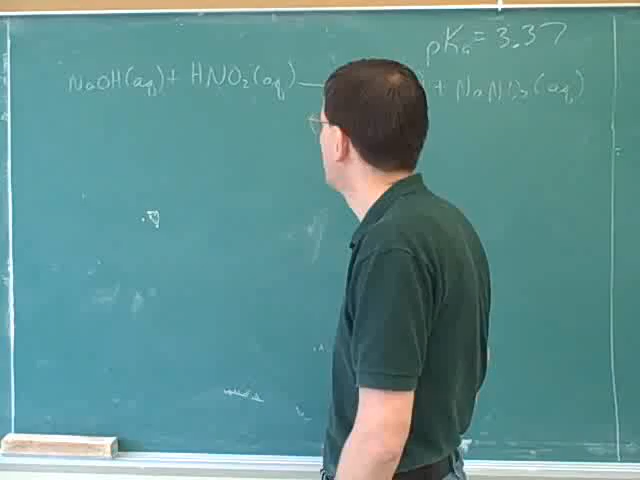 pKa = 3.37
NaOH(aq) + HNO2(aq) — + NaNO2(aq)